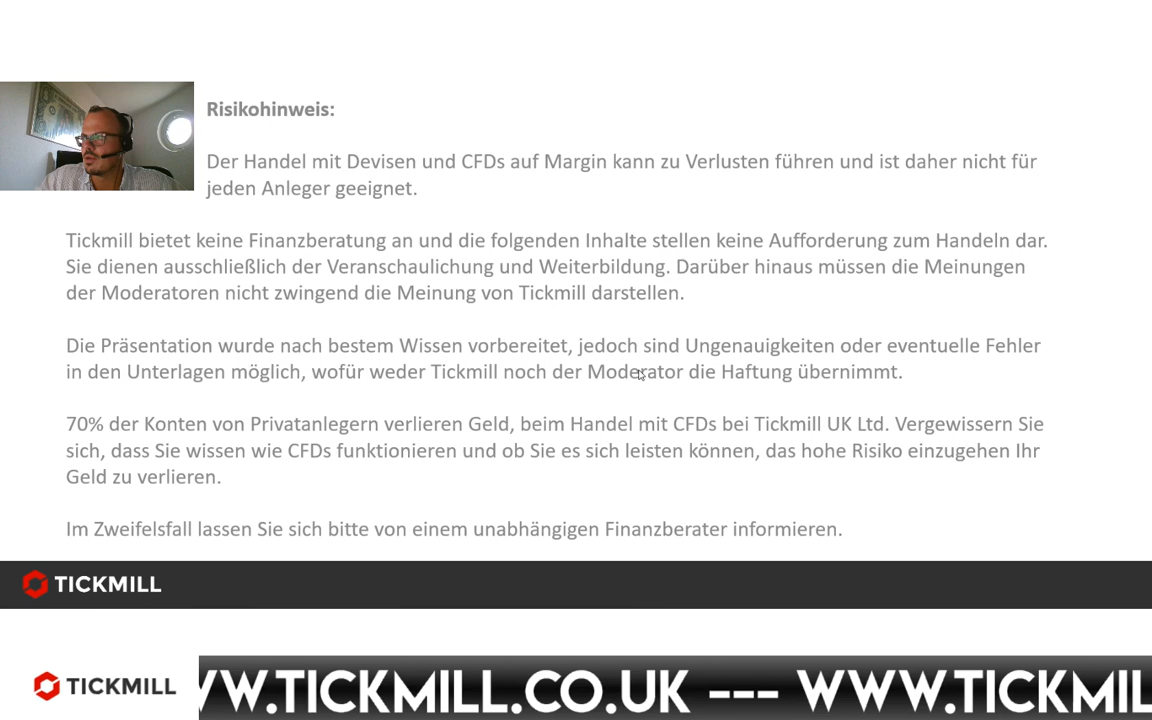 Risikohinweis:
Der Handel mit Devisen und CFDs auf Margin kann zu Verlusten führen und ist daher nicht für
jeden Anleger geeignet.
Tickmill bietet keine Finanzberatung an und die folgenden Inhalte stellen keine Aufforderung zum Handeln dar.
Sie dienen ausschließlich der Veranschaulichung und Weiterbildung. Darüber hinaus müssen die Meinungen
der Moderatoren nicht zwingend die Meinung von Tickmill darstellen.
Die Präsentation wurde nach bestem Wissen vorbereitet, jedoch sind Ungenauigkeiten oder eventuelle Fehler
in den Unterlagen möglich, wofür weder Tickmill noch der Moderator die Haftung übernimmt.
70% der Konten von Privatanlegern verlieren Geld, beim Handel mit CFDs bei Tickmill UK Ltd. Vergewissern Sie
sich, dass Sie wissen wie CFDs funktionieren und ob Sie es sich leisten können, das hohe Risiko einzugehen Ihr
Geld zu verlieren.
Im Zweifelsfall lassen Sie sich bitte von einem unabhängigen Finanzberater informieren.
TICKMILL
TICKMILL
VW.TICKMILL.CO.UK --- WWW.TICKMIL